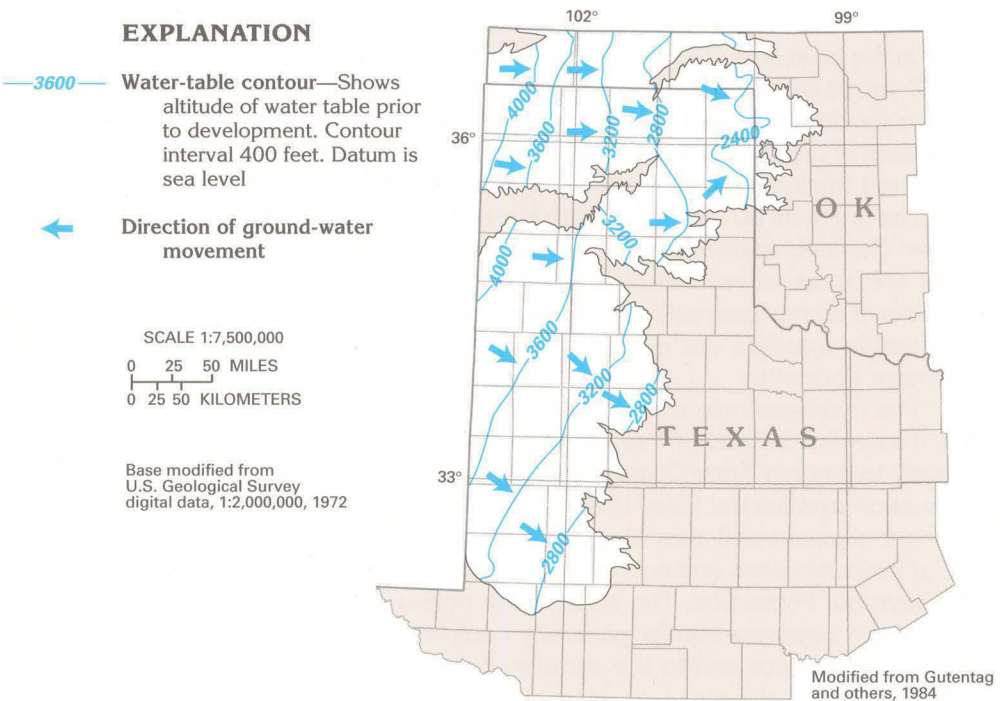 EXPLANATION
3600 Water-table contour—Shows
altitude of water table prior
to development. Contour
interval 400 feet. Datum is
sea level
Direction of ground-water
movement
SCALE 1:7,500,000
0 25 50 MILES
0 25 50 KILOMETERS
Base modified from
U.S. Geological Survey
digital data, 1:2,000,000, 1972
102° 99°
4000
3600
3200
2800
2400
36°
OK
3200
4000
3600
3200
2800
TEXAS
33°
2800
Modified from Gutentag
and others, 1984